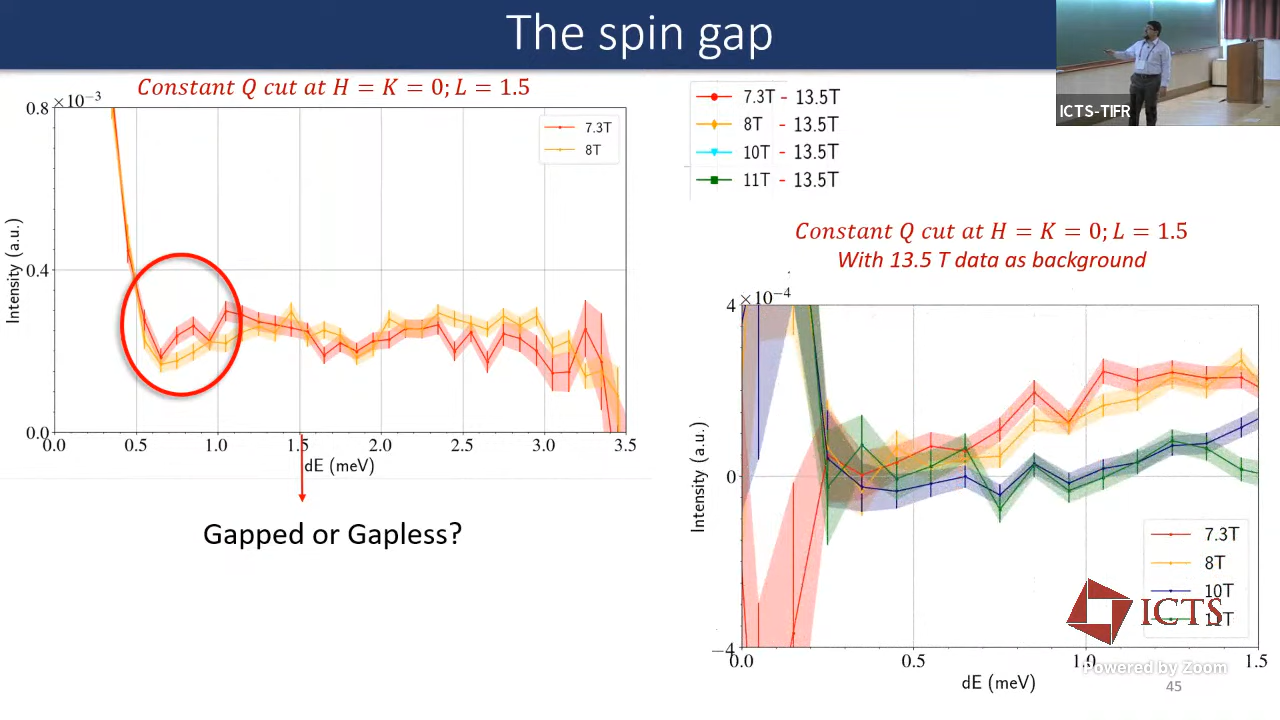 The spin gap
Constant Q cut at H = K = 0; L = 1.5
×10⁻³
0.8
0.4
0.0
Intensity (a.u.)
7.3T
8T
0.0 0.5 1.0 1.5 2.0 2.5 3.0 3.5
dE (meV)
Gapped or Gapless?
7.3T - 13.5T
8T - 13.5T
10T - 13.5T
11T - 13.5T
ICTS-TIFR
Constant Q cut at H = K = 0; L = 1.5
With 13.5 T data as background
×10⁻⁴
4
0
−4
Intensity (a.u.)
7.3T
8T
10T
11T
ICTS
0.0 0.5 1.0 1.5
dE (meV)
Powered by Zoom
45